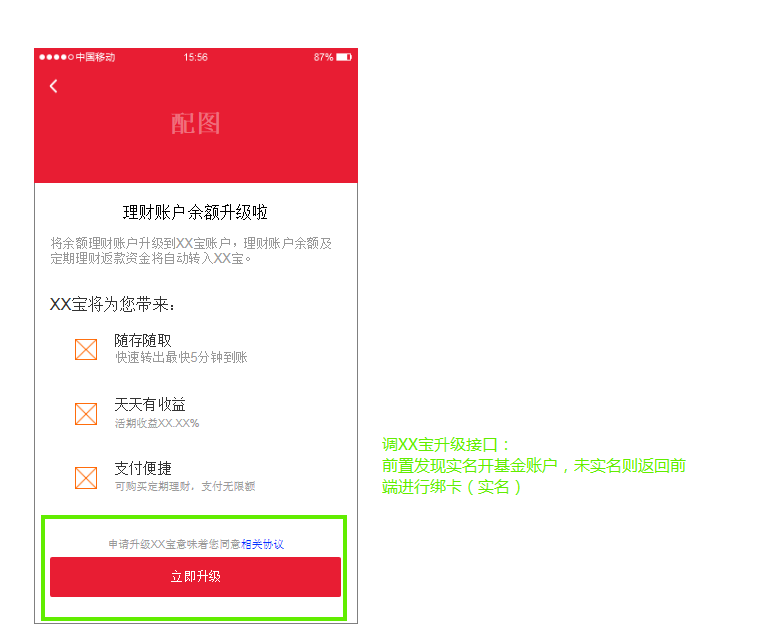 中国移动 15:56 87%
配图
理财账户余额升级啦
将余额理财账户升级到XX宝账户，理财账户余额及
定期理财返款资金将自动转入XX宝。
XX宝将为您带来：
随存随取
快速转出最快5分钟到账
天天有收益
活期收益XX.XX%
支付便捷
可购买定期理财，支付无限额
调XX宝升级接口：
前置发现实名开基金账户，未实名则返回前
端进行绑卡（实名）
申请升级XX宝意味着您同意相关协议
立即升级